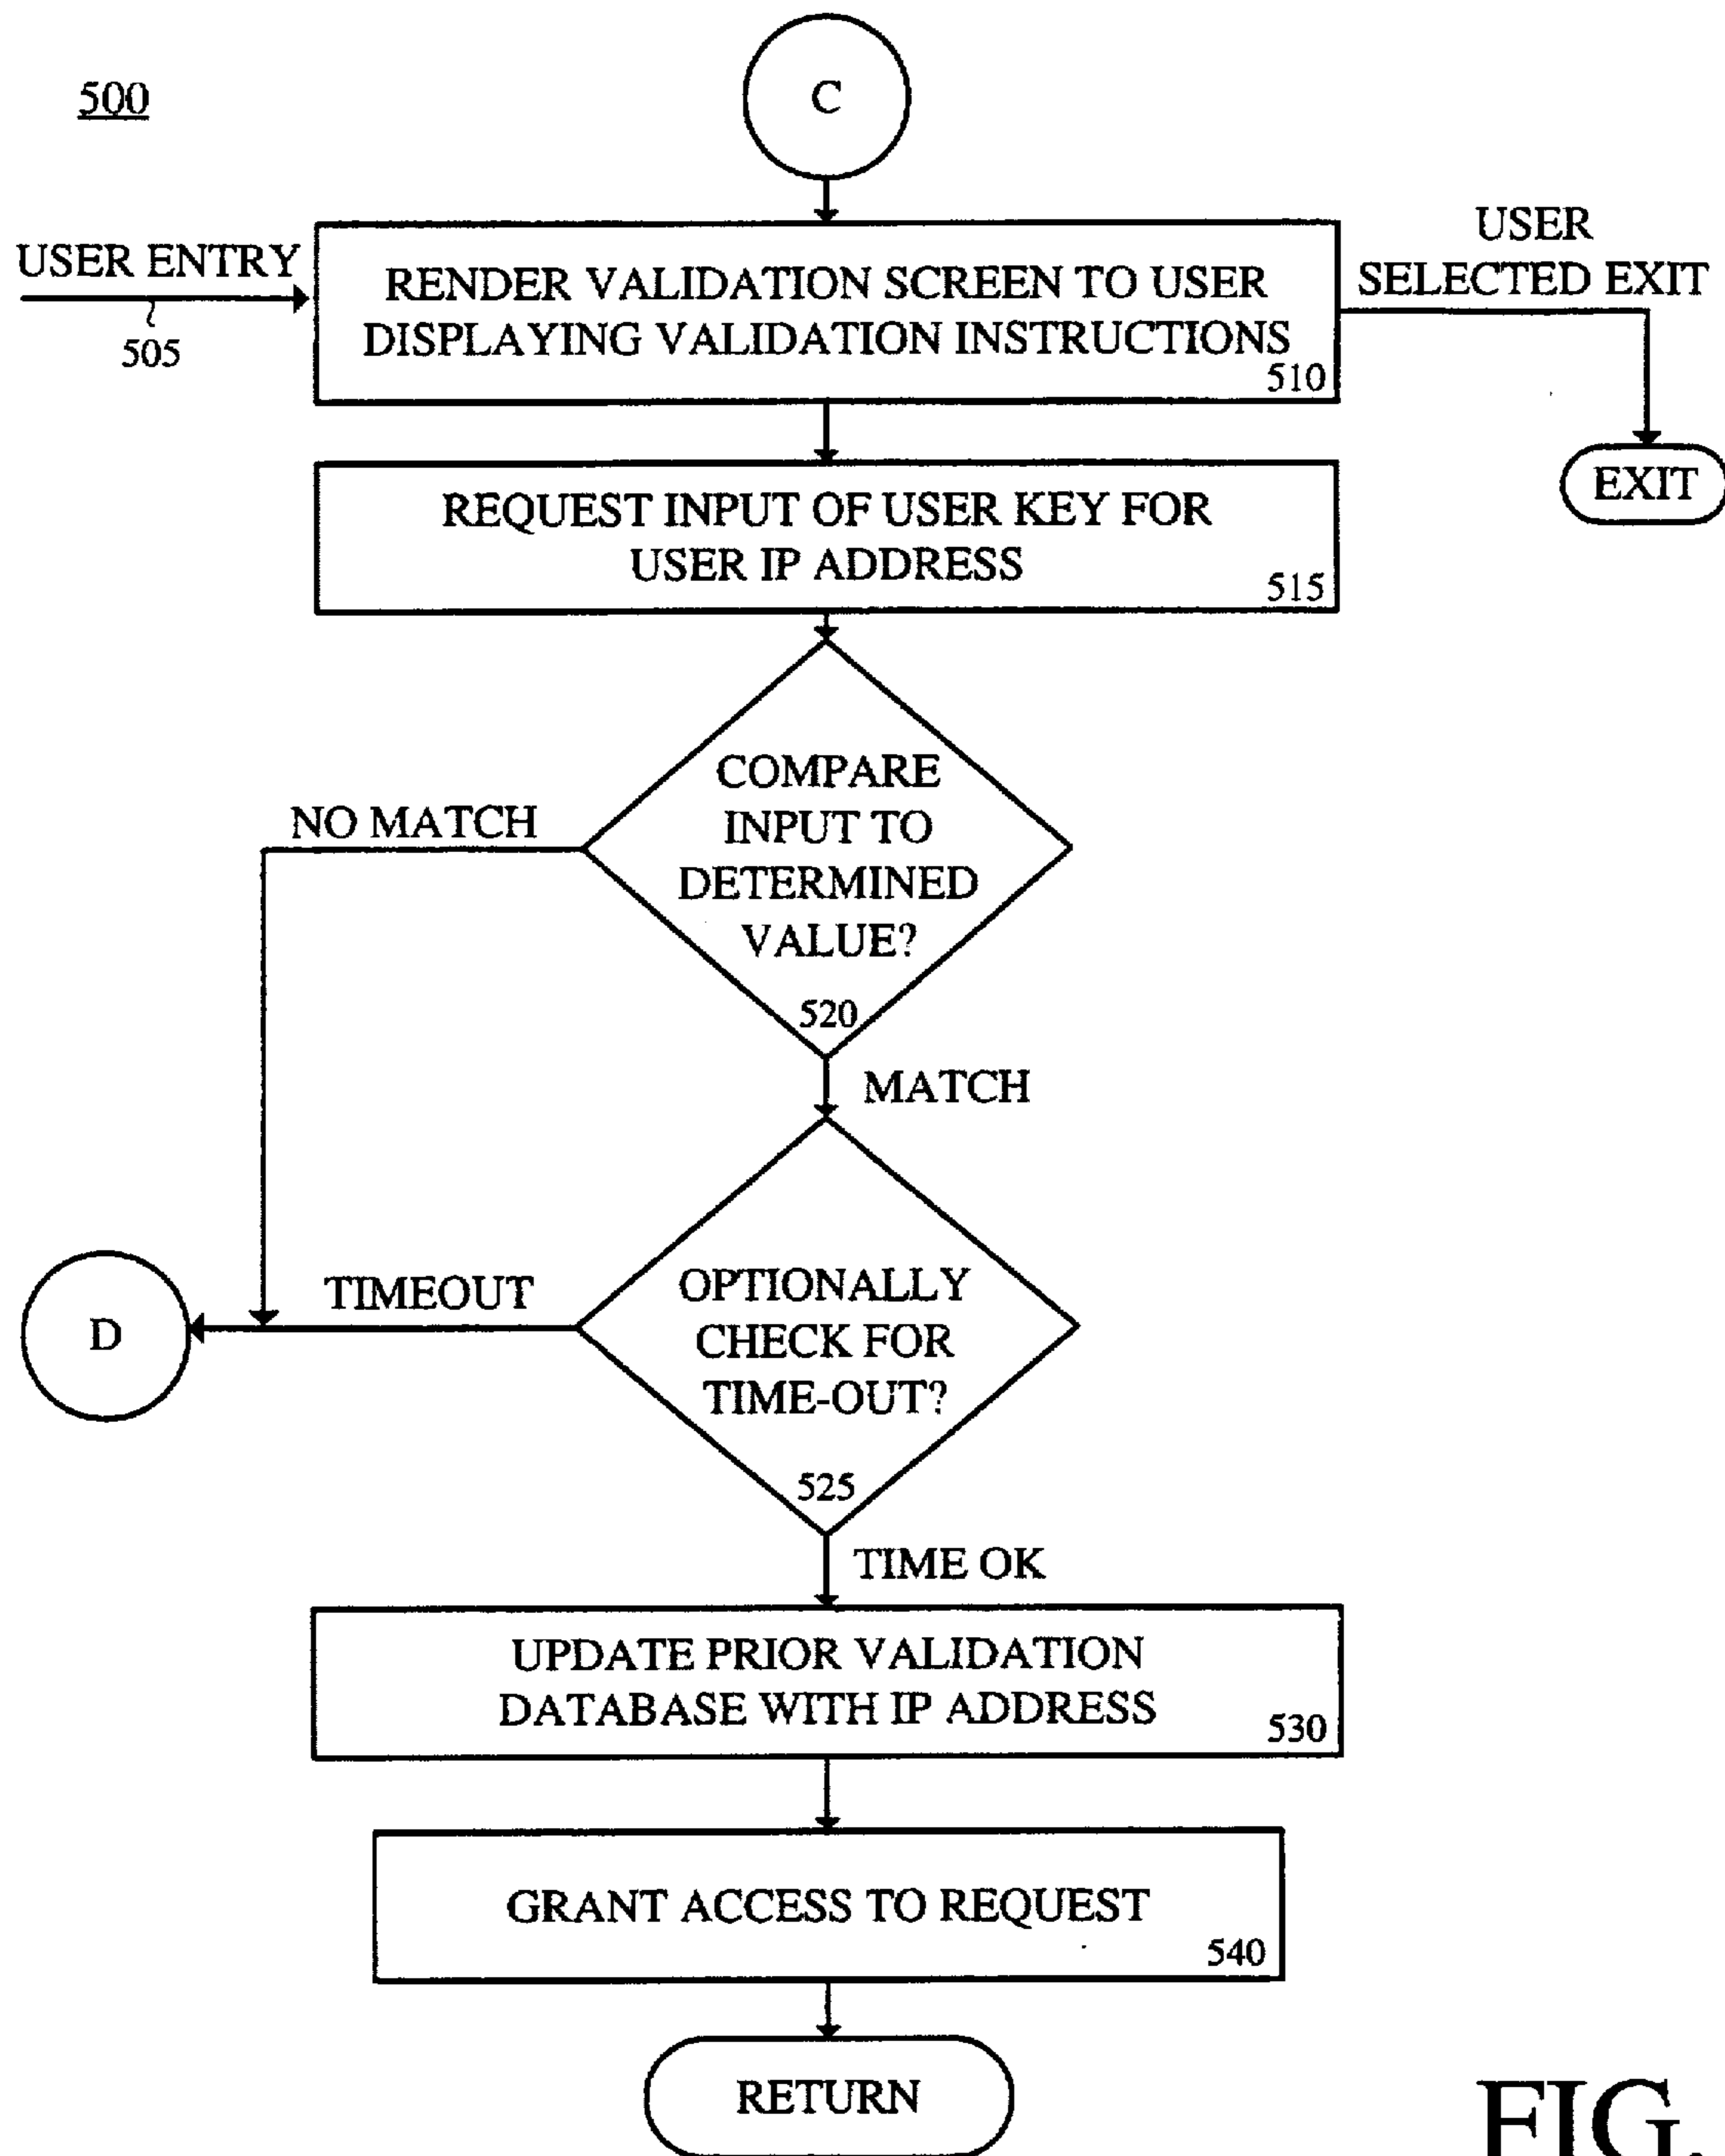 500
C
USER ENTRY
505
RENDER VALIDATION SCREEN TO USER
DISPLAYING VALIDATION INSTRUCTIONS
510
USER
SELECTED EXIT
EXIT
REQUEST INPUT OF USER KEY FOR
USER IP ADDRESS
515
COMPARE
INPUT TO
DETERMINED
VALUE?
520
NO MATCH
MATCH
D
TIMEOUT
OPTIONALLY
CHECK FOR
TIME-OUT?
525
TIME OK
UPDATE PRIOR VALIDATION
DATABASE WITH IP ADDRESS
530
GRANT ACCESS TO REQUEST
540
RETURN
FIG.